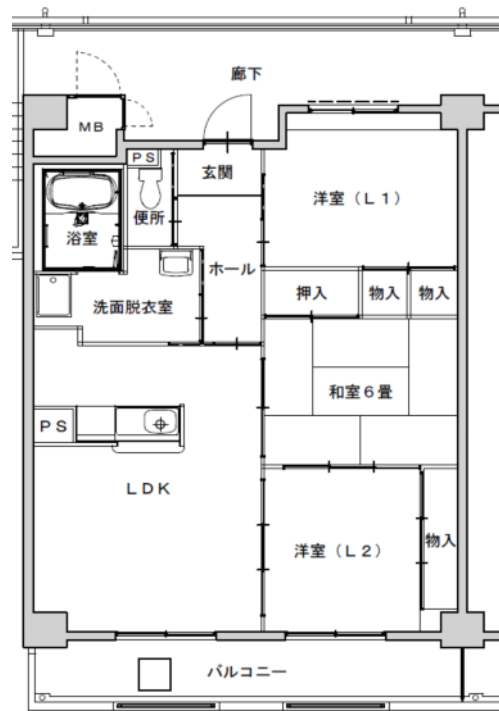 廊下
MB
PS
玄関
便所
洋室（L1）
浴室
ホール
洗面脱衣室
押入
物入
物入
和室6畳
PS
LDK
洋室（L2）
物入
バルコニー